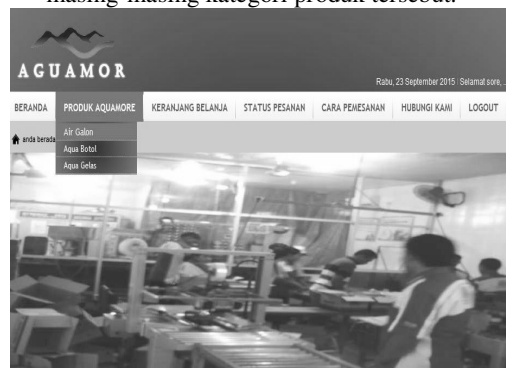 masing-masing kategori produk tersebut.
AGUAMOR
Rabu, 23 September 2015 | Selamat sore, ..
BERANDA PRODUK AQUAMORE KERANJANG BELANJA STATUS PESANAN CARA PEMESANAN HUBUNGI KAMI LOGOUT
anda berada
Air Galon
Aqua Botol
Aqua Gelas